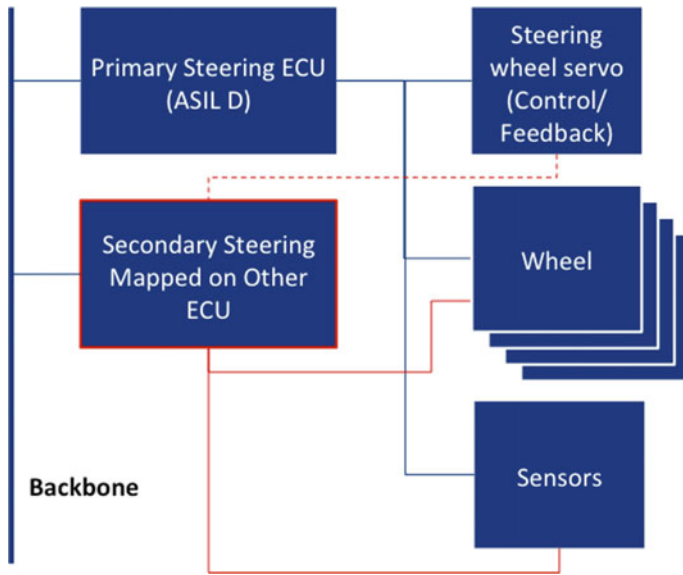 Primary Steering ECU
(ASIL D)
Steering
wheel servo
(Control/
Feedback)
Secondary Steering
Mapped on Other
ECU
Wheel
Backbone
Sensors